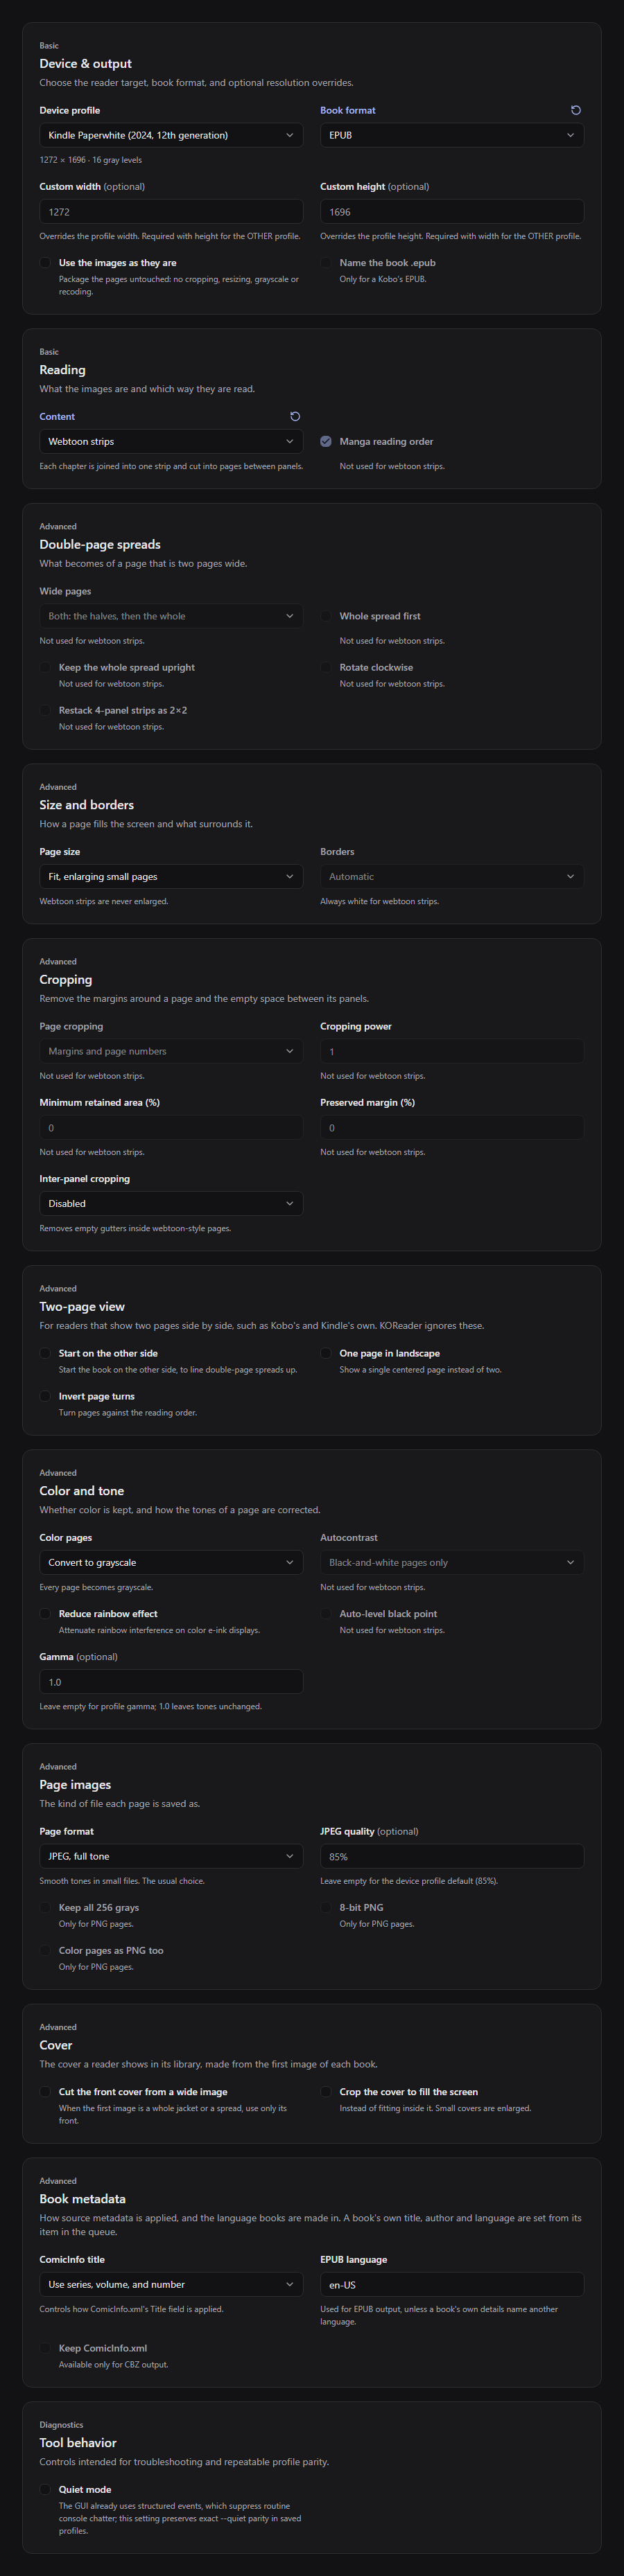 Basic
Device & output
Choose the reader target, book format, and optional resolution overrides.
Device profile
Book format
Kindle Paperwhite (2024, 12th generation)
EPUB
1272 × 1696 · 16 gray levels
Custom width (optional)
Custom height (optional)
1272
1696
Overrides the profile width. Required with height for the OTHER profile.
Overrides the profile height. Required with width for the OTHER profile.
Use the images as they are
Name the book .epub
Package the pages untouched: no cropping, resizing, grayscale or
recoding.
Only for a Kobo's EPUB.
Basic
Reading
What the images are and which way they are read.
Content
Webtoon strips
Manga reading order
Each chapter is joined into one strip and cut into pages between panels.
Not used for webtoon strips.
Advanced
Double-page spreads
What becomes of a page that is two pages wide.
Wide pages
Both: the halves, then the whole
Whole spread first
Not used for webtoon strips.
Not used for webtoon strips.
Keep the whole spread upright
Rotate clockwise
Not used for webtoon strips.
Not used for webtoon strips.
Restack 4-panel strips as 2×2
Not used for webtoon strips.
Advanced
Size and borders
How a page fills the screen and what surrounds it.
Page size
Borders
Fit, enlarging small pages
Automatic
Webtoon strips are never enlarged.
Always white for webtoon strips.
Advanced
Cropping
Remove the margins around a page and the empty space between its panels.
Page cropping
Cropping power
Margins and page numbers
1
Not used for webtoon strips.
Not used for webtoon strips.
Minimum retained area (%)
Preserved margin (%)
0
0
Not used for webtoon strips.
Not used for webtoon strips.
Inter-panel cropping
Disabled
Removes empty gutters inside webtoon-style pages.
Advanced
Two-page view
For readers that show two pages side by side, such as Kobo's and Kindle's own. KOReader ignores these.
Start on the other side
One page in landscape
Start the book on the other side, to line double-page spreads up.
Show a single centered page instead of two.
Invert page turns
Turn pages against the reading order.
Advanced
Color and tone
Whether color is kept, and how the tones of a page are corrected.
Color pages
Autocontrast
Convert to grayscale
Black-and-white pages only
Every page becomes grayscale.
Not used for webtoon strips.
Reduce rainbow effect
Auto-level black point
Attenuate rainbow interference on color e-ink displays.
Not used for webtoon strips.
Gamma (optional)
1.0
Leave empty for profile gamma; 1.0 leaves tones unchanged.
Advanced
Page images
The kind of file each page is saved as.
Page format
JPEG quality (optional)
JPEG, full tone
85%
Smooth tones in small files. The usual choice.
Leave empty for the device profile default (85%).
Keep all 256 grays
8-bit PNG
Only for PNG pages.
Only for PNG pages.
Color pages as PNG too
Only for PNG pages.
Advanced
Cover
The cover a reader shows in its library, made from the first image of each book.
Cut the front cover from a wide image
Crop the cover to fill the screen
When the first image is a whole jacket or a spread, use only its
front.
Instead of fitting inside it. Small covers are enlarged.
Advanced
Book metadata
How source metadata is applied, and the language books are made in. A book's own title, author and language are set from its
item in the queue.
ComicInfo title
EPUB language
Use series, volume, and number
en-US
Controls how ComicInfo.xml's Title field is applied.
Used for EPUB output, unless a book's own details name another
language.
Keep ComicInfo.xml
Available only for CBZ output.
Diagnostics
Tool behavior
Controls intended for troubleshooting and repeatable profile parity.
Quiet mode
The GUI already uses structured events, which suppress routine
console chatter; this setting preserves exact --quiet parity in saved
profiles.